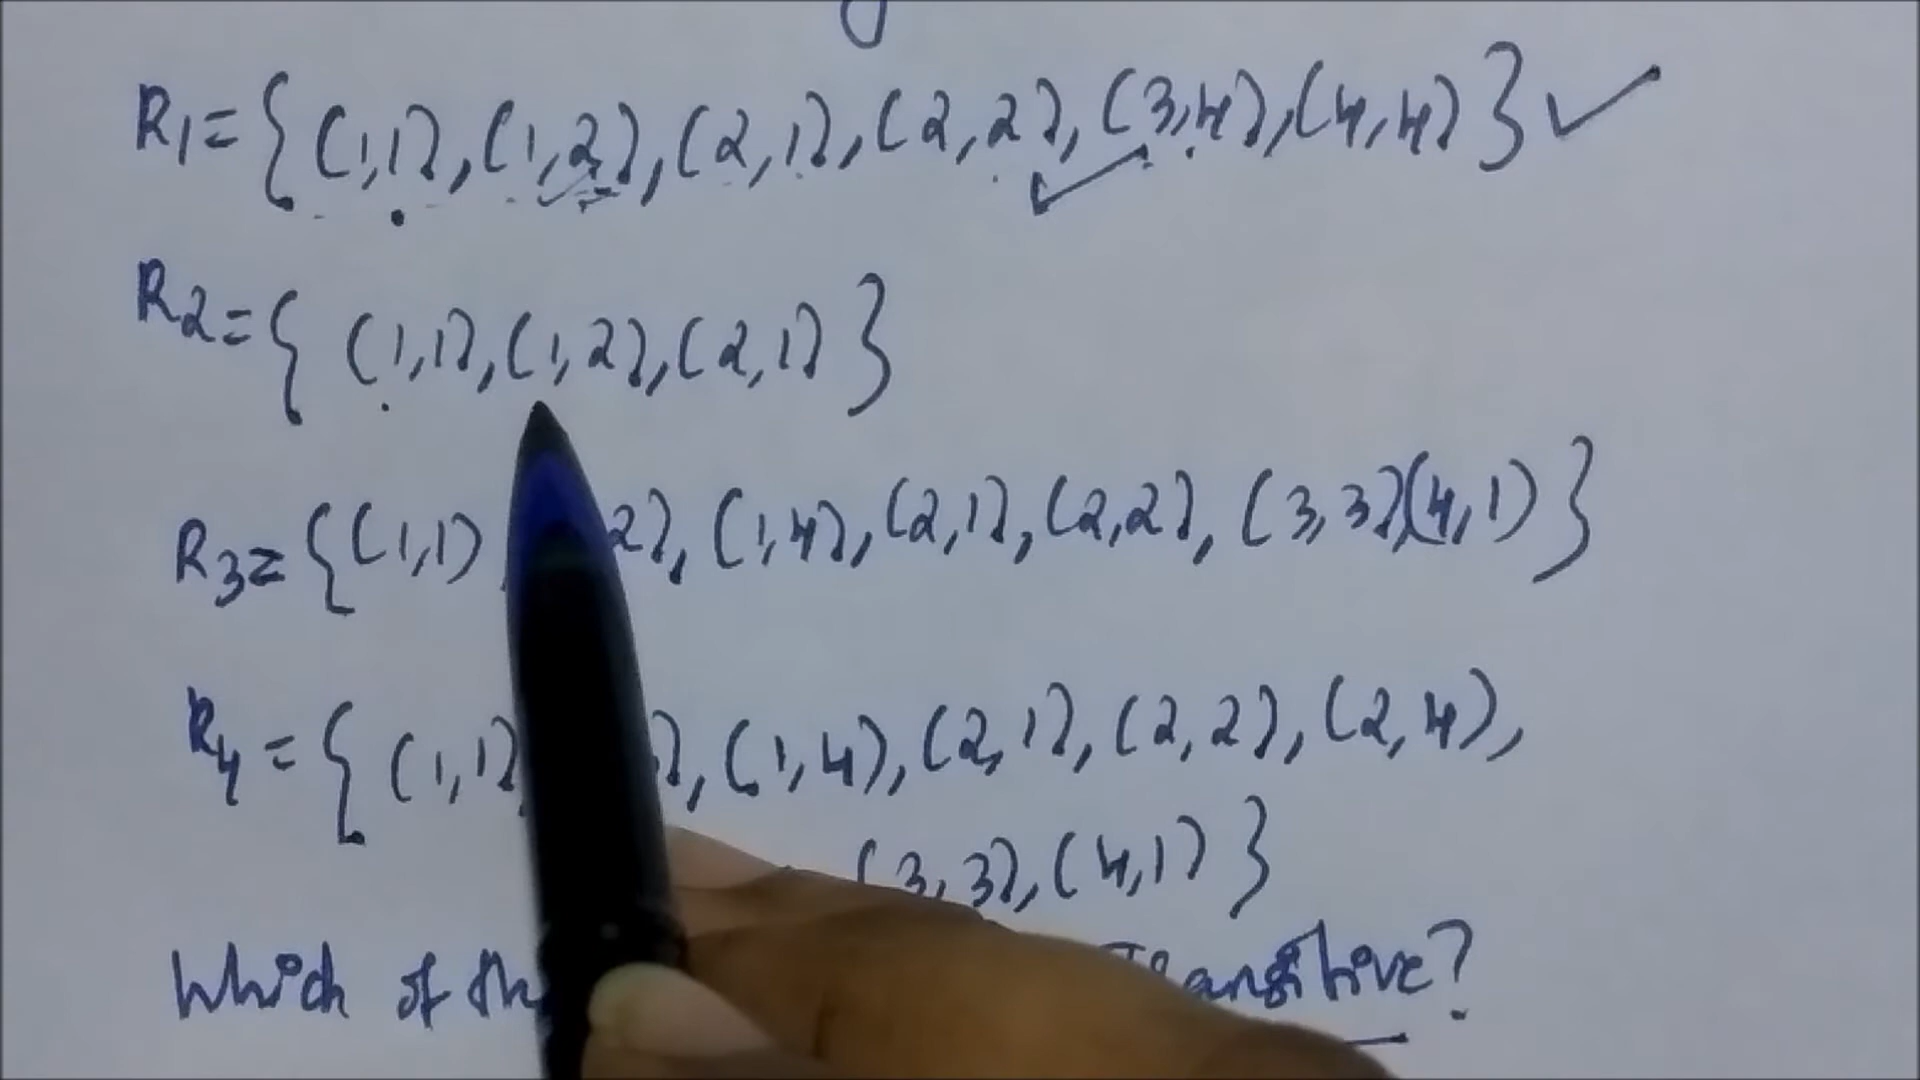 R1={(1,1),(1,2),(2,1),(2,2),(3,4),(4,4)}
R2={(1,1),(1,2),(2,1)}
R3={(1,1), 2),(1,4),(2,1),(2,2),(3,3)(4,1)}
R4={(1,1) ),(1,4),(2,1),(2,2),(2,4),
(3,3),(4,1)}
Which of ?